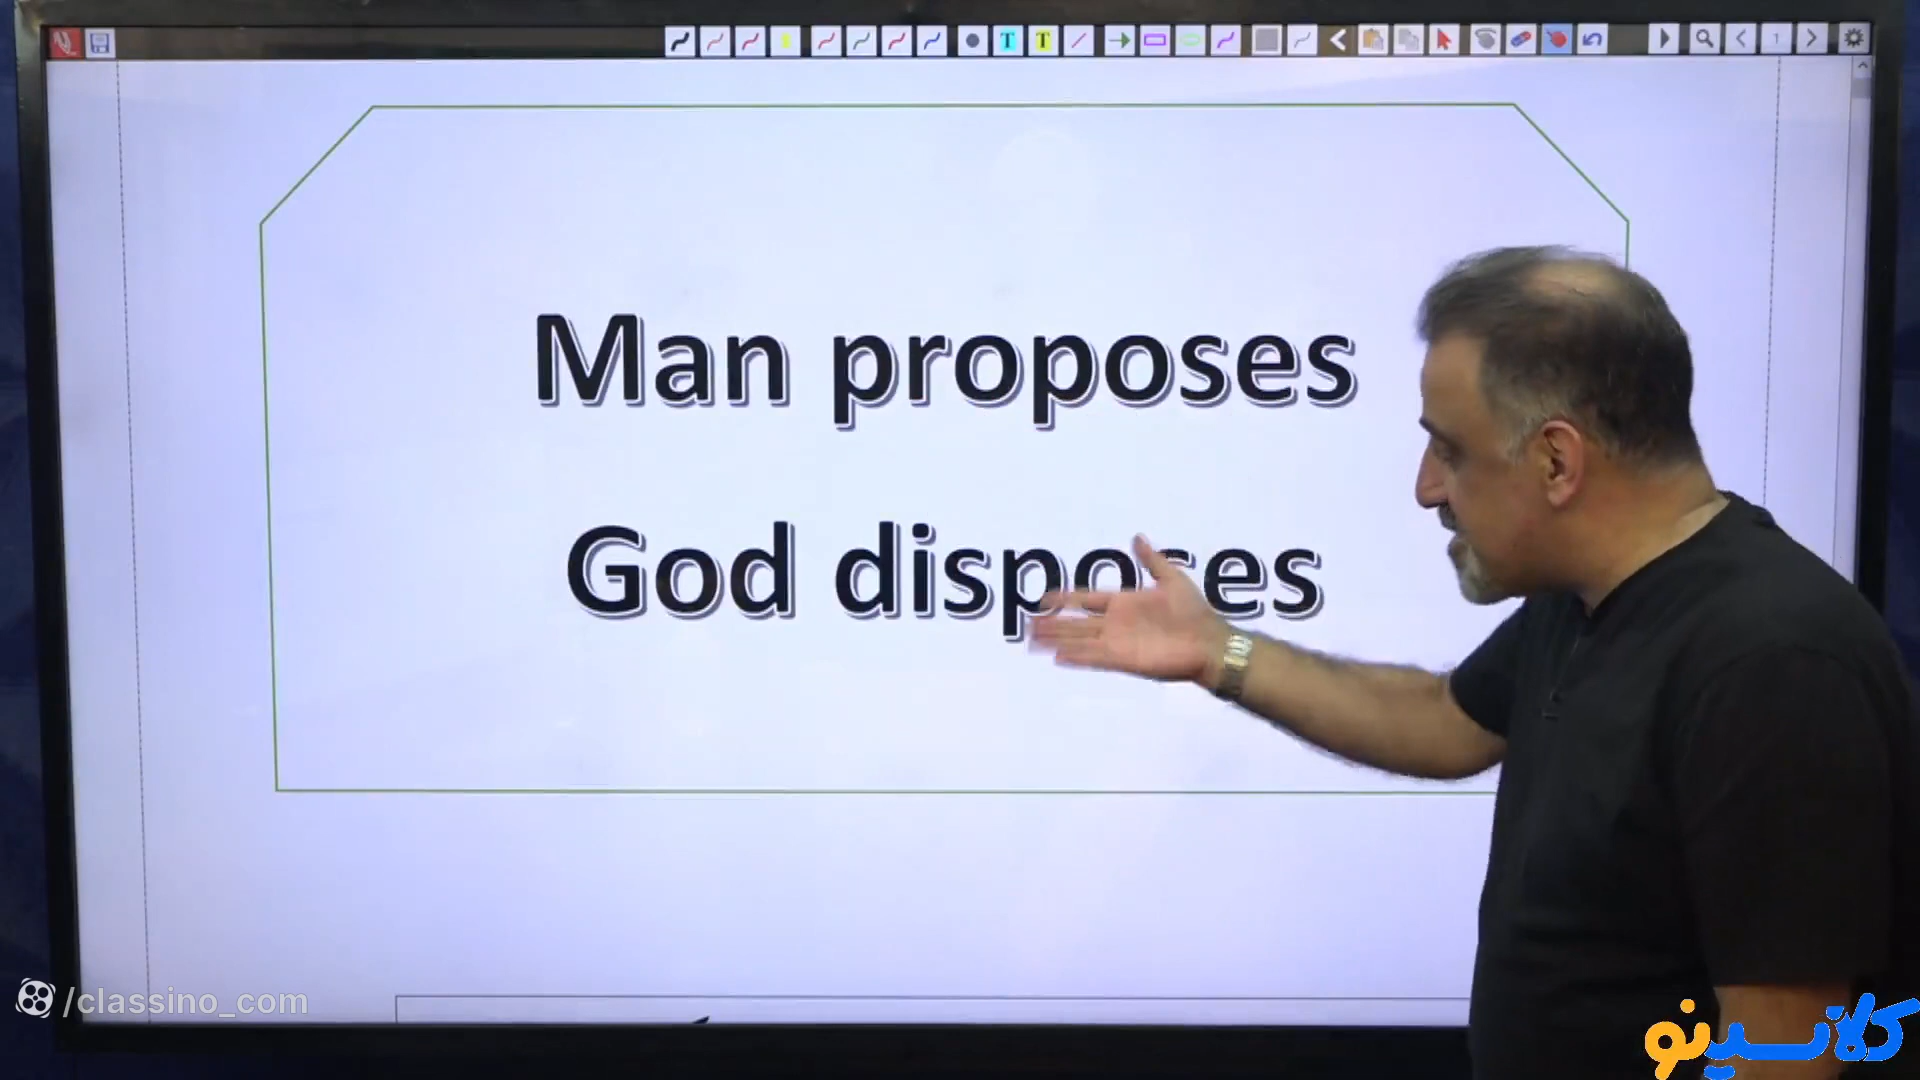 Man proposes
God disposes
/classino_com
کلاسینو